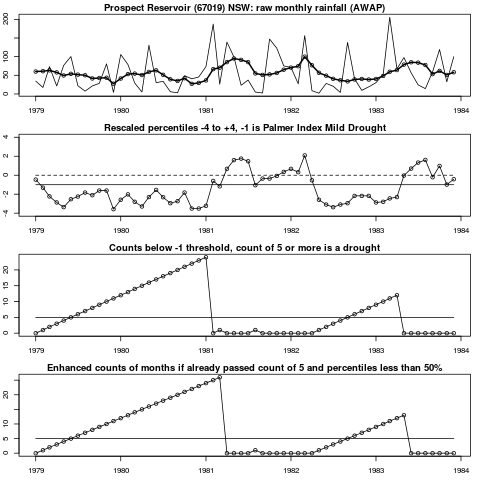 Prospect Reservoir (67019) NSW: raw monthly rainfall (AWAP)
200
100
50
0
1979 1980 1981 1982 1983 1984
Rescaled percentiles -4 to +4, -1 is Palmer Index Mild Drought
4
2
0
-2
-4
1979 1980 1981 1982 1983 1984
Counts below -1 threshold, count of 5 or more is a drought
20
15
10
5
0
1979 1980 1981 1982 1983 1984
Enhanced counts of months if already passed count of 5 and percentiles less than 50%
20
10
5
0
1979 1980 1981 1982 1983 1984